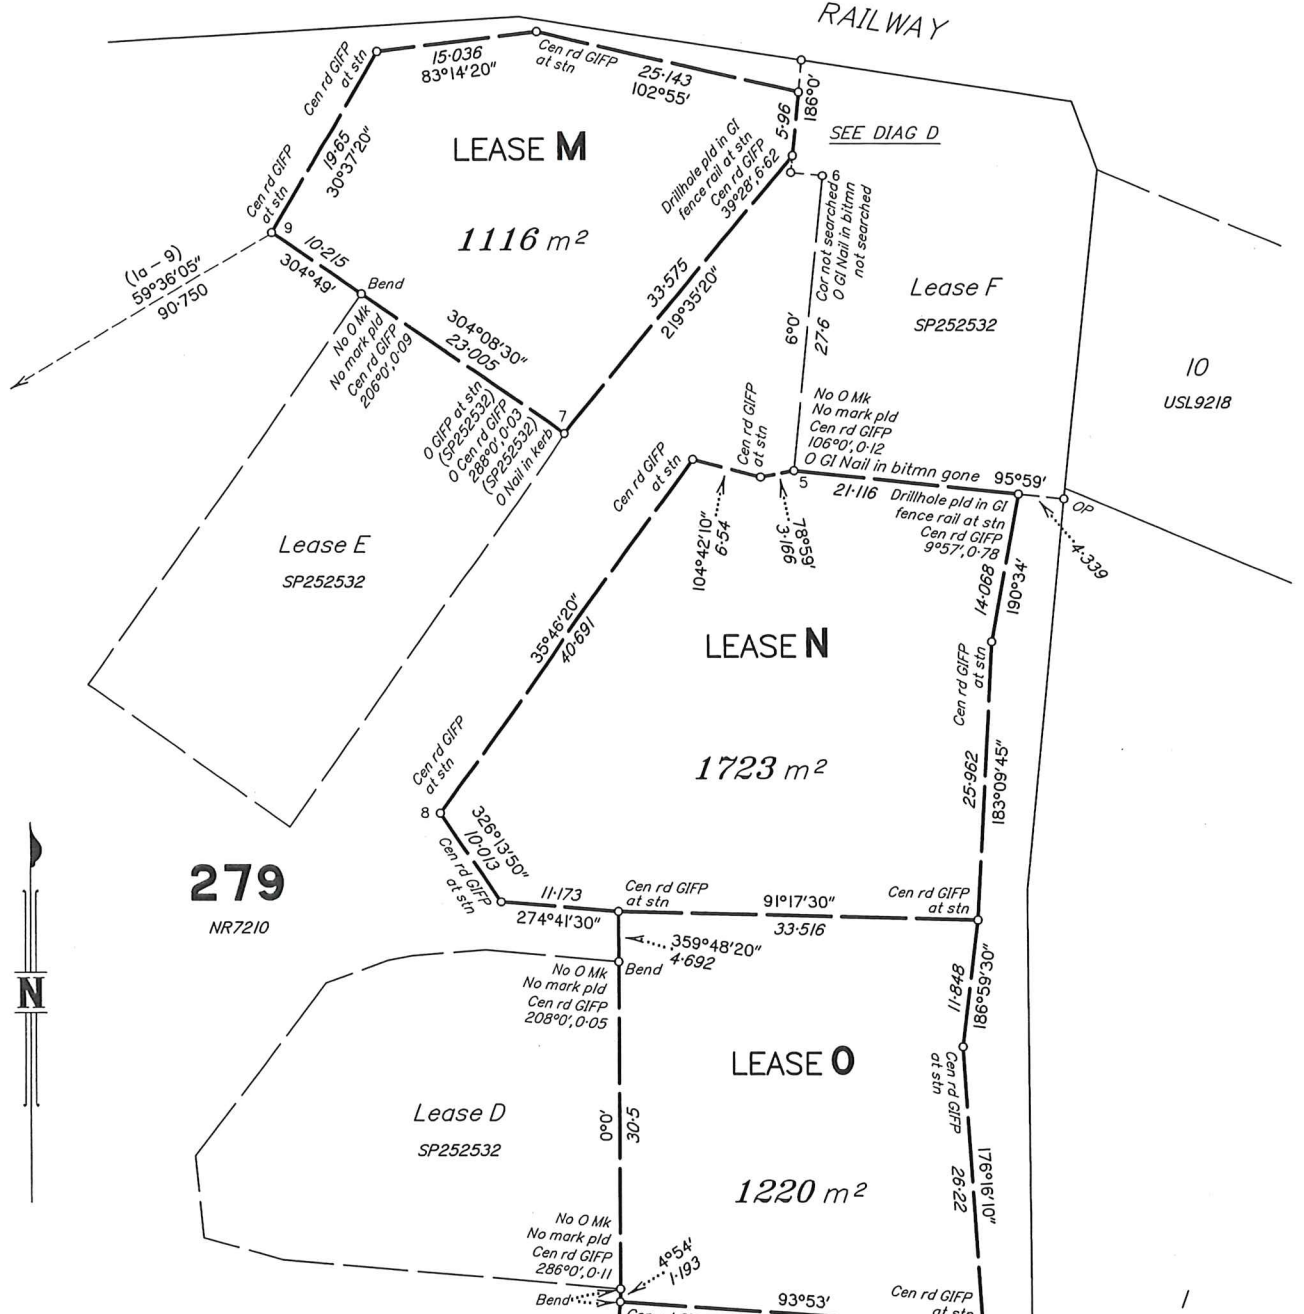 RAILWAY
Cen rd GIFP
at stn
15·036
83°14'20"
Cen rd GIFP
at stn
25·143
102°55'
5·96
186°0'
SEE DIAG D
LEASE M
1116 m²
19·65
30°37'20"
Cen rd GIFP
at stn
9
10·215
304°49'
(1a – 9)
59°36'05"
90·750
Bend
No O Mk
No mark pld
Cen rd GIFP
206°0', 0·09
304°08'30"
23·005
Drillhole pld in GI
fence rail at stn
Cen rd GIFP
39°28', 6·62
33·575
219°35'20"
6
Cor not searched
O GI Nail in bitmn
not searched
6°0'
27·6
Lease F
SP252532
10
USL9218
7
O GIFP at stn
(SP252532)
O Cen rd GIFP
288°0', 0·03
(SP252532)
O Nail in kerb
Lease E
SP252532
Cen rd GIFP
at stn
Cen rd GIFP
at stn
No O Mk
No mark pld
Cen rd GIFP
106°0', 0·12
O GI Nail in bitmn gone
5
95°59'
21·116
OP
4·339
Drillhole pld in GI
fence rail at stn
Cen rd GIFP
9°57', 0·78
104°42'10"
6·54
78°59'
3·166
14·068
190°34'
35°46'20"
40·691
LEASE N
1723 m²
Cen rd GIFP
at stn
25·962
183°09'45"
Cen rd GIFP
at stn
8
326°13'50"
10·013
Cen rd GIFP
at stn
279
NR7210
N
11·173
274°41'30"
Cen rd GIFP
at stn
91°17'30"
33·516
Cen rd GIFP
at stn
359°48'20"
4·692
Bend
No O Mk
No mark pld
Cen rd GIFP
208°0', 0·05
11·848
186°59'30"
LEASE O
1220 m²
Cen rd GIFP
at stn
Lease D
SP252532
0°0'
30·5
26·22
176°16'10"
No O Mk
No mark pld
Cen rd GIFP
286°0', 0·11
4°54'
1·193
Bend
93°53'
Cen rd GIFP
at stn
Cen rd
1